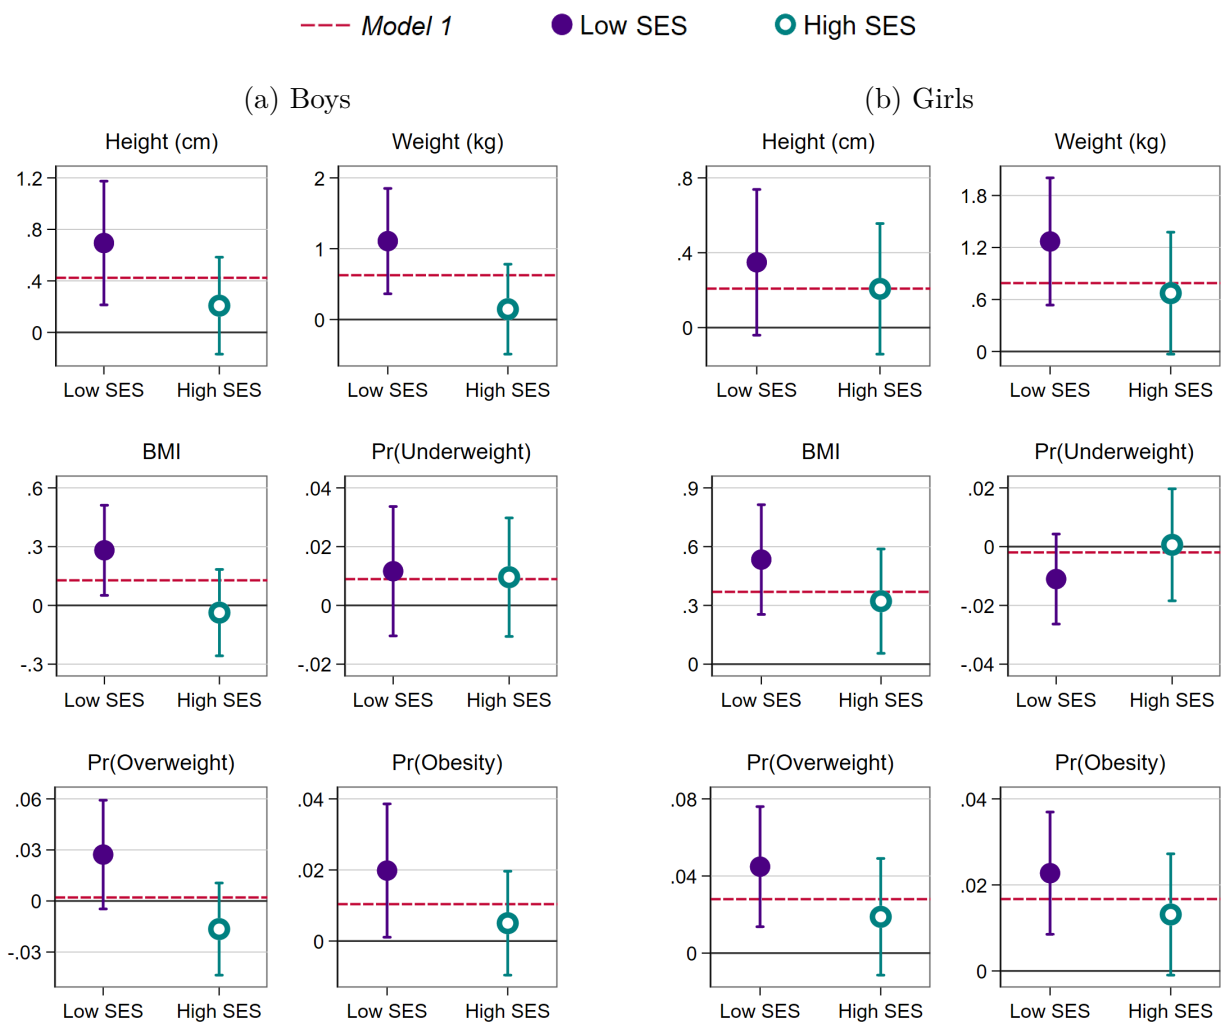 Model 1 Low SES High SES
(a) Boys (b) Girls
Height (cm) Weight (kg) Height (cm) Weight (kg)
1.2 2 .8 1.8
.8 1 .4 1.2
.4 0 0 .6
0 0
Low SES High SES Low SES High SES Low SES High SES Low SES High SES
BMI Pr(Underweight) BMI Pr(Underweight)
.6 .04 .9 .02
.3 .02 .6 0
0 0 .3 -.02
-.3 -.02 0 -.04
Low SES High SES Low SES High SES Low SES High SES Low SES High SES
Pr(Overweight) Pr(Obesity) Pr(Overweight) Pr(Obesity)
.06 .04 .08 .04
.03 .02 .04 .02
0 0 0 0
-.03
Low SES High SES Low SES High SES Low SES High SES Low SES High SES